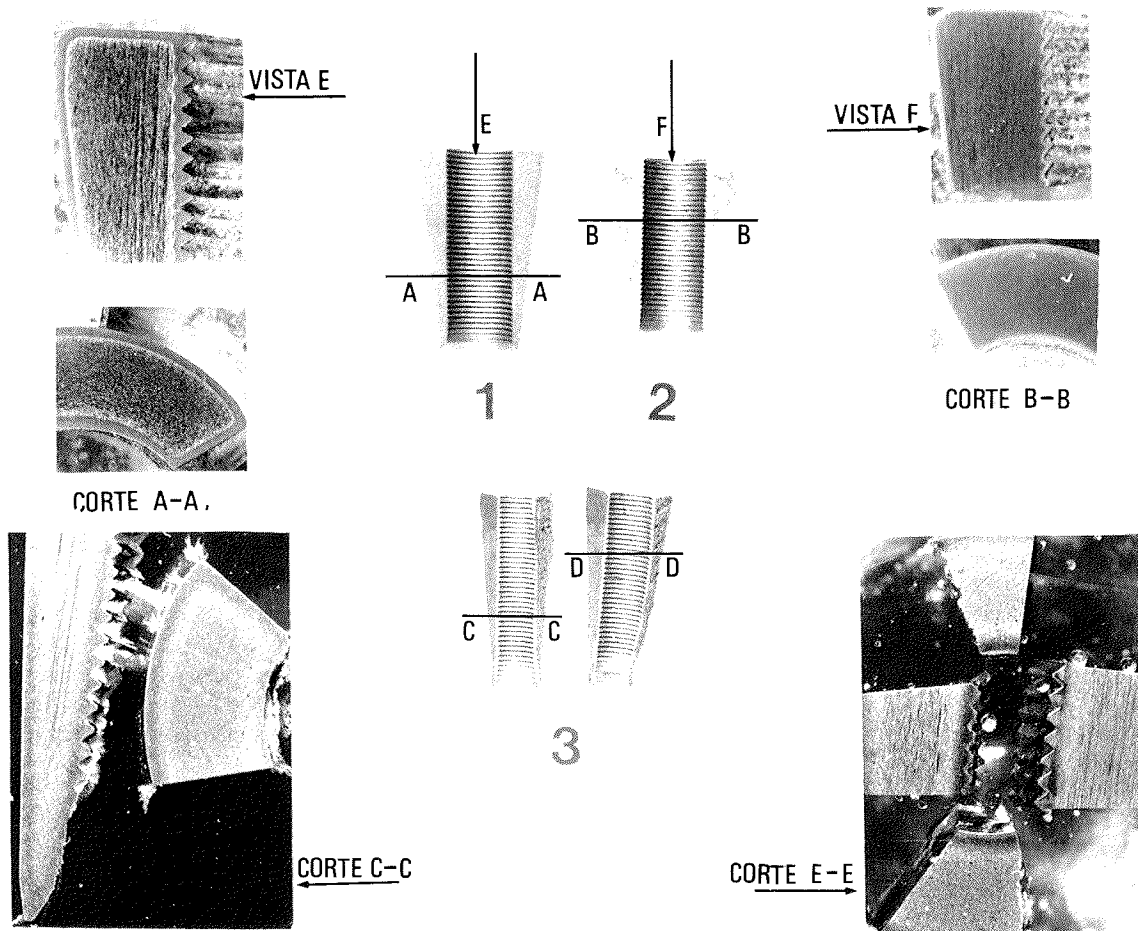 VISTA E
E
F
VISTA F
B B
A A
1
2
CORTE B-B
CORTE A-A.
D D
C C
3
CORTE C-C
CORTE E-E